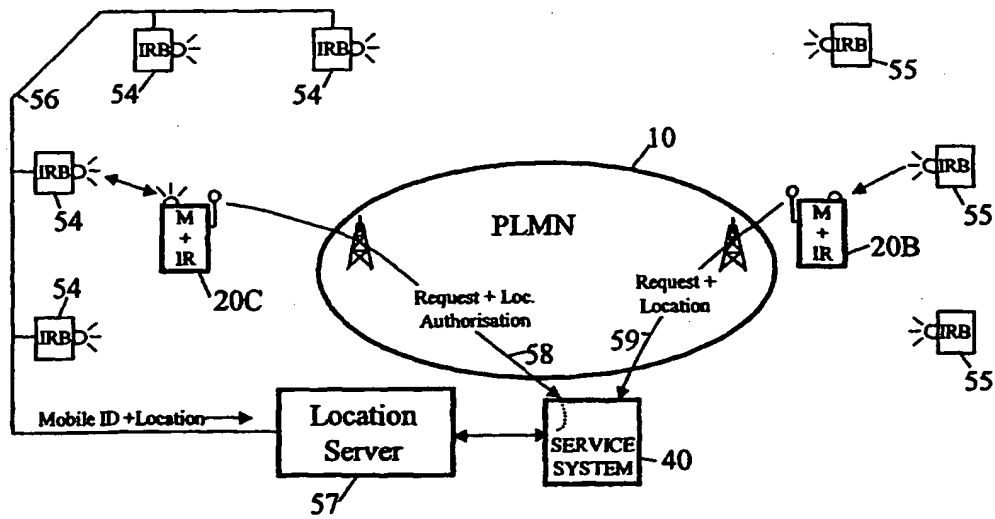 IRB
54
IRB
54
IRB
55
56
10
IRB
54
PLMN
IRB
55
M
+
IR
20C
M
+
IR
20B
54
IRB
Request + Loc.
Authorisation
58
Request +
Location
59
IRB
55
Mobile ID +Location
Location
Server
57
SERVICE
SYSTEM
40